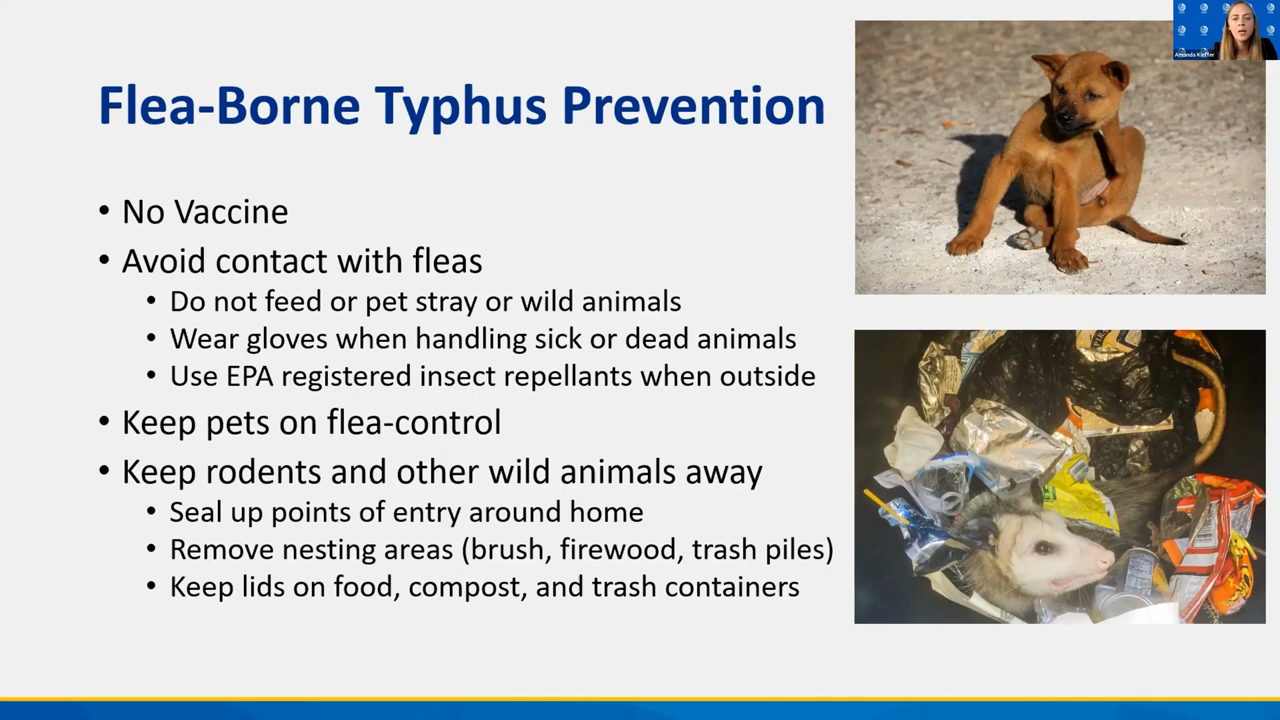 Amanda Kieffer
Flea-Borne Typhus Prevention
• No Vaccine
• Avoid contact with fleas
• Do not feed or pet stray or wild animals
• Wear gloves when handling sick or dead animals
• Use EPA registered insect repellants when outside
• Keep pets on flea-control
• Keep rodents and other wild animals away
• Seal up points of entry around home
• Remove nesting areas (brush, firewood, trash piles)
• Keep lids on food, compost, and trash containers